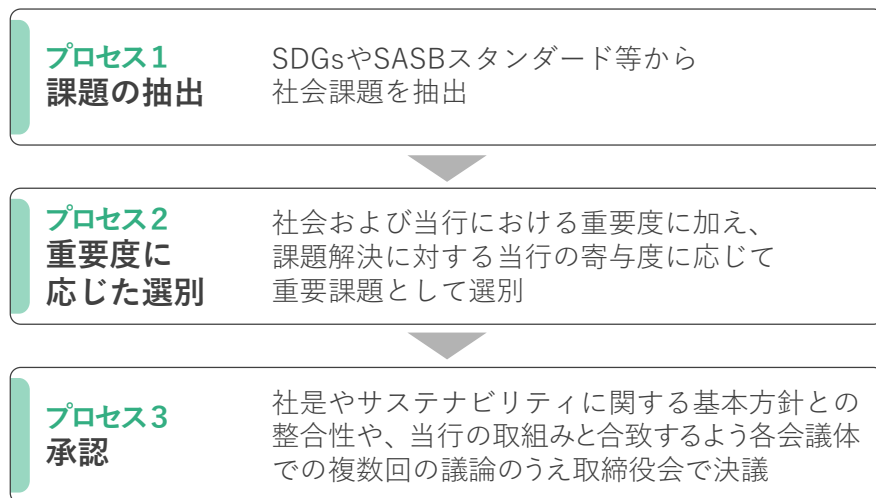 プロセス1
課題の抽出
SDGsやSASBスタンダード等から
社会課題を抽出
プロセス2
重要度に
応じた選別
社会および当行における重要度に加え、
課題解決に対する当行の寄与度に応じて
重要課題として選別
プロセス3
承認
社是やサステナビリティに関する基本方針との
整合性や、当行の取組みと合致するよう各会議体
での複数回の議論のうえ取締役会で決議